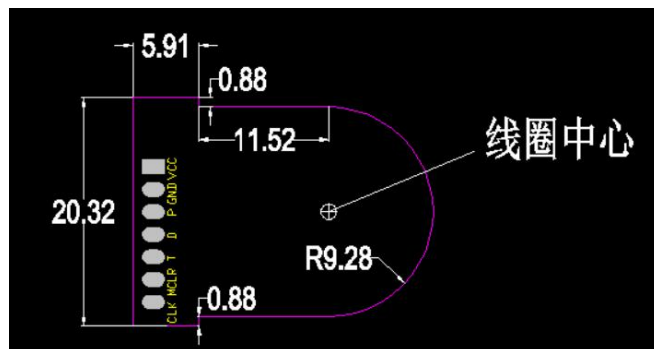 5.91
0.88
11.52
线圈中心
20.32
R9.28
0.88
VCC
GND
P
D
T
MCLR
CLK